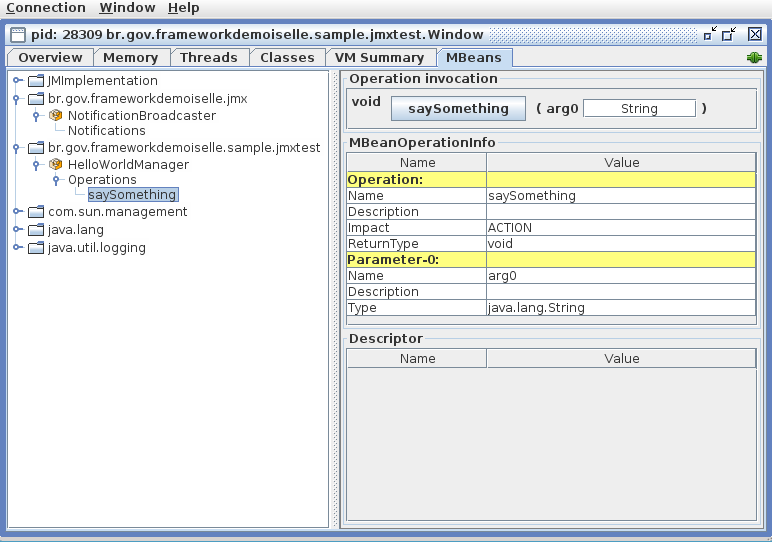 Connection Window Help
pid: 28309 br.gov.frameworkdemoiselle.sample.jmxtest.Window
Overview Memory Threads Classes VM Summary MBeans
JMImplementation
br.gov.frameworkdemoiselle.jmx
NotificationBroadcaster
Notifications
br.gov.frameworkdemoiselle.sample.jmxtest
HelloWorldManager
Operations
saySomething
com.sun.management
java.lang
java.util.logging
Operation invocation
void saySomething ( arg0 String )
MBeanOperationInfo
Name Value
Operation:
Name saySomething
Description
Impact ACTION
ReturnType void
Parameter-0:
Name arg0
Description
Type java.lang.String
Descriptor
Name Value